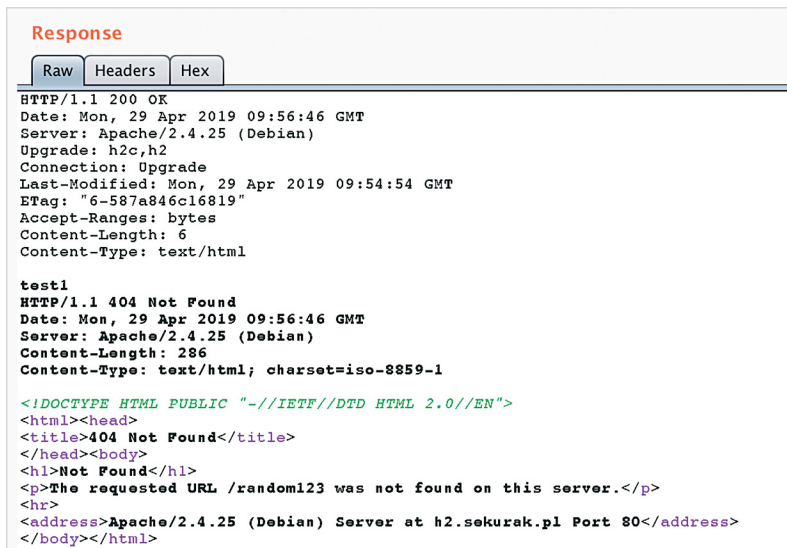 Response
Raw Headers Hex
HTTP/1.1 200 OK
Date: Mon, 29 Apr 2019 09:56:46 GMT
Server: Apache/2.4.25 (Debian)
Upgrade: h2c,h2
Connection: Upgrade
Last-Modified: Mon, 29 Apr 2019 09:54:54 GMT
ETag: "6-587a846c16819"
Accept-Ranges: bytes
Content-Length: 6
Content-Type: text/html
test1
HTTP/1.1 404 Not Found
Date: Mon, 29 Apr 2019 09:56:46 GMT
Server: Apache/2.4.25 (Debian)
Content-Length: 286
Content-Type: text/html; charset=iso-8859-1
<!DOCTYPE HTML PUBLIC "-//IETF//DTD HTML 2.0//EN">
<html><head>
<title>404 Not Found</title>
</head><body>
<h1>Not Found</h1>
<p>The requested URL /random123 was not found on this server.</p>
<hr>
<address>Apache/2.4.25 (Debian) Server at h2.sekurak.pl Port 80</address>
</body></html>